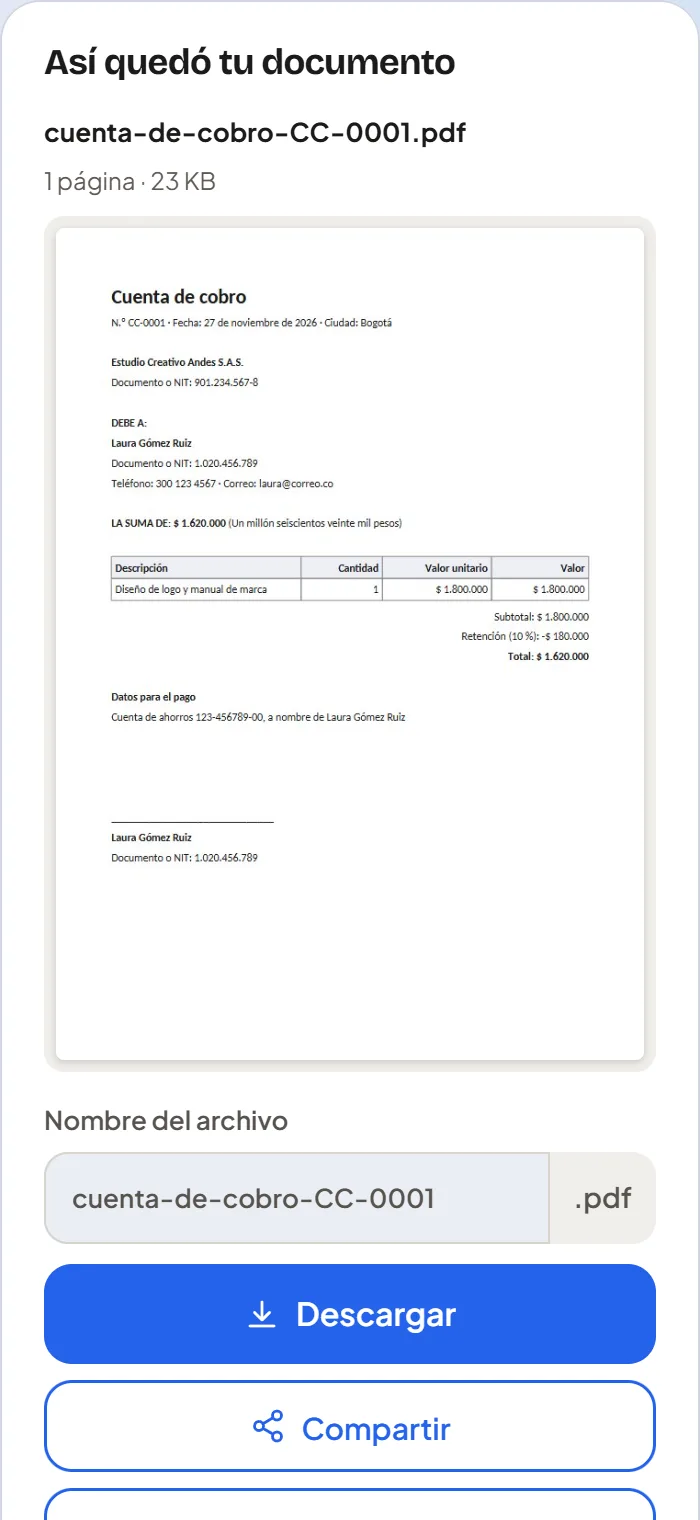 Así quedó tu documento
cuenta-de-cobro-CC-0001.pdf
1 página · 23 KB
Cuenta de cobro
N.º CC-0001 · Fecha: 27 de noviembre de 2026 · Ciudad: Bogotá
Estudio Creativo Andes S.A.S.
Documento o NIT: 901.234.567-8
DEBE A:
Laura Gómez Ruiz
Documento o NIT: 1.020.456.789
Teléfono: 300 123 4567 · Correo: laura@correo.co
LA SUMA DE: $ 1.620.000 (Un millón seiscientos veinte mil pesos)
Descripción Cantidad Valor unitario Valor
Diseño de logo y manual de marca 1 $ 1.800.000 $ 1.800.000
Subtotal: $ 1.800.000
Retención (10 %): -$ 180.000
Total: $ 1.620.000
Datos para el pago
Cuenta de ahorros 123-456789-00, a nombre de Laura Gómez Ruiz
Laura Gómez Ruiz
Documento o NIT: 1.020.456.789
Nombre del archivo
cuenta-de-cobro-CC-0001 .pdf
Descargar
Compartir